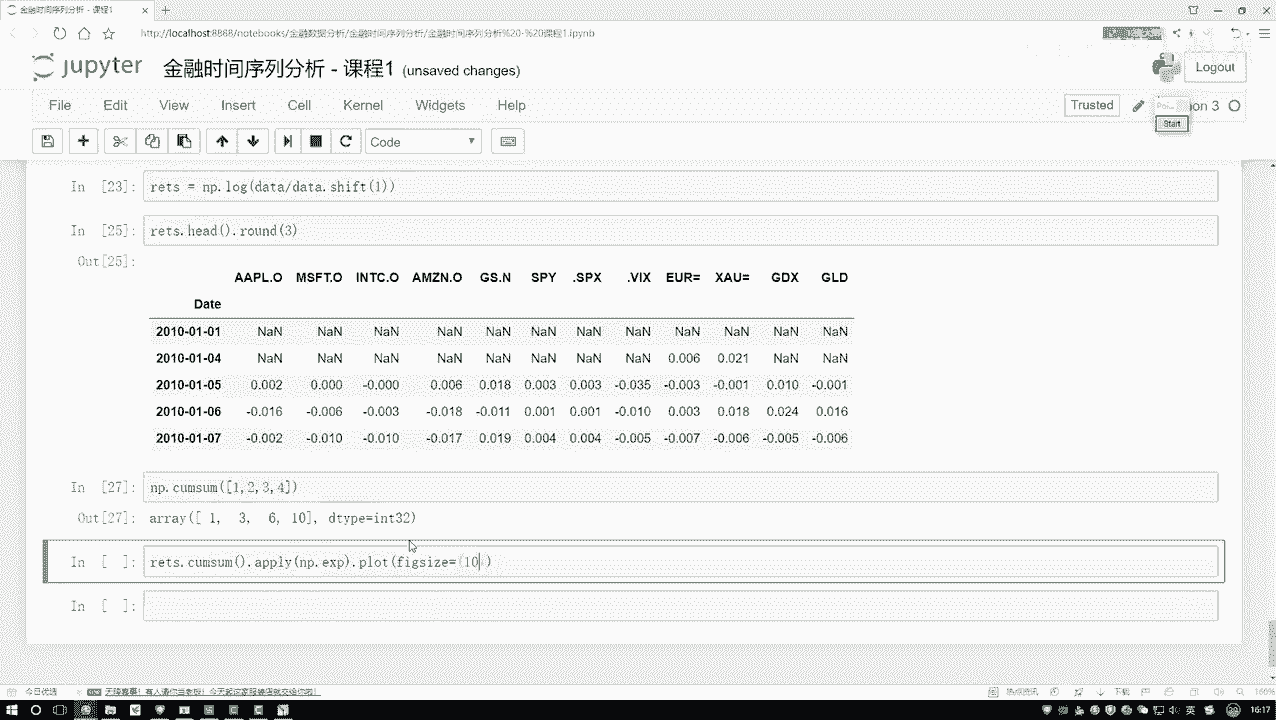 金融时间序列分析 - 课程1
http://localhost:8868/notebooks/金融数据分析/金融时间序列分析/金融时间序列分析%20-%20课程1.ipynb
jupyter 金融时间序列分析 - 课程1 (unsaved changes)
Logout
File Edit View Insert Cell Kernel Widgets Help
Trusted
hon 3
Start
Code
In [23]: rets = np.log(data/data.shift(1))
In [25]: rets.head().round(3)
Out[25]:
AAPL.O MSFT.O INTC.O AMZN.O GS.N SPY .SPX .VIX EUR= XAU= GDX GLD
Date
2010-01-01 NaN NaN NaN NaN NaN NaN NaN NaN NaN NaN NaN NaN
2010-01-04 NaN NaN NaN NaN NaN NaN NaN NaN 0.006 0.021 NaN NaN
2010-01-05 0.002 0.000 -0.000 0.006 0.018 0.003 0.003 -0.035 -0.003 -0.001 0.010 -0.001
2010-01-06 -0.016 -0.006 -0.003 -0.018 -0.011 0.001 0.001 -0.010 0.003 0.018 0.024 0.016
2010-01-07 -0.002 -0.010 -0.010 -0.017 0.019 0.004 0.004 -0.005 -0.007 -0.006 -0.005 -0.006
In [27]: np.cumsum([1,2,3,4])
Out[27]: array([ 1, 3, 6, 10], dtype=int32)
In [ ]: rets.cumsum().apply(np.exp).plot(figsize=(10))
In [ ]:
今日优选
热点资讯
下载
160%
英
16:17